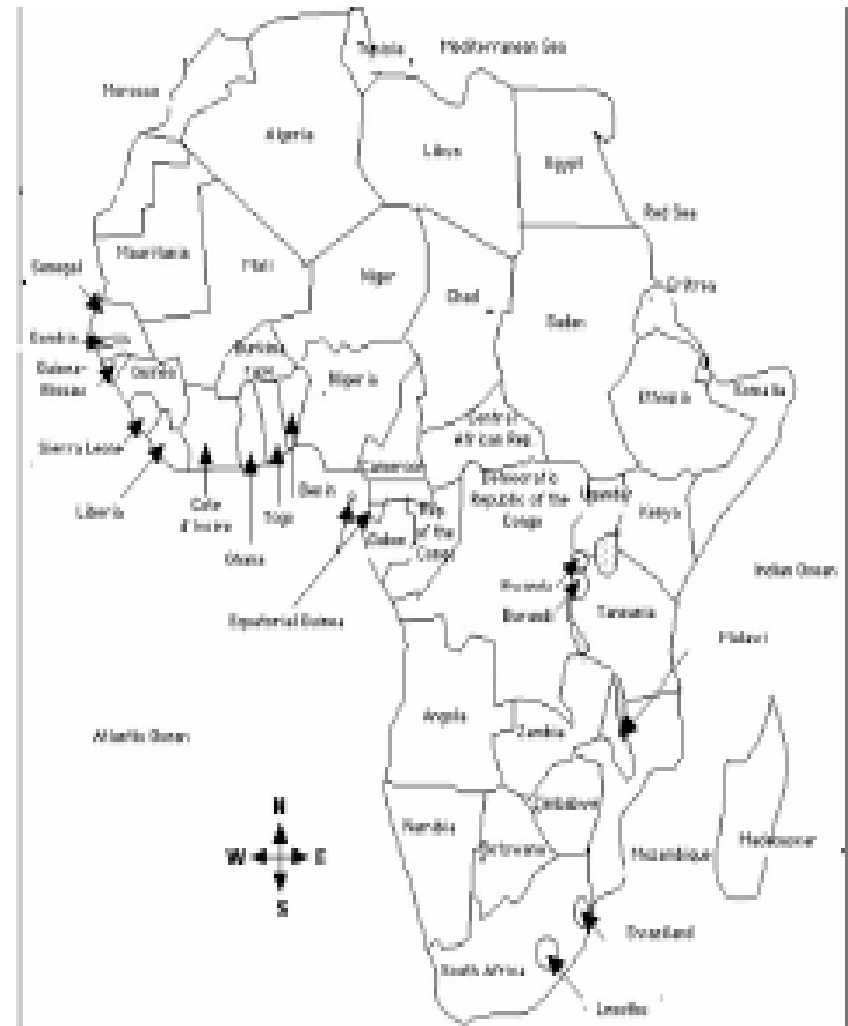 Tunisia
Mediterranean Sea
Morocco
Algeria
Libya
Egypt
Red Sea
Mauritania
Mali
Niger
Chad
Sudan
Eritrea
Senegal
Gambia
Guinea-
Bissau
Guinea
Burkina
Faso
Nigeria
Ethiopia
Somalia
Sierra Leone
Central
African Rep
Cameroon
Liberia
Cote
d'Ivoire
Togo
Benin
Ghana
Democratic
Republic of the
Congo
Uganda
Kenya
Rep
of the
Congo
Gabon
Indian Ocean
Rwanda
Burundi
Tanzania
Equatorial Guinea
Malawi
Angola
Zambia
Atlantic Ocean
N
W E
S
Namibia
Zimbabwe
Botswana
Mozambique
Madagascar
Swaziland
South Africa
Lesotho